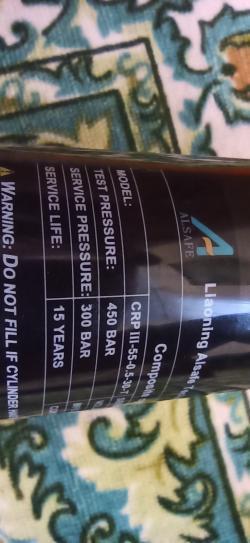 ALSAFE
Liaoning Alsafe
MODEL: CRP III-55-0.5-30-
TEST PRESSURE: 450 BAR
SERVICE PRESSURE: 300 BAR
SERVICE LIFE: 15 YEARS
WARNING: DO NOT FILL IF CYLINDER